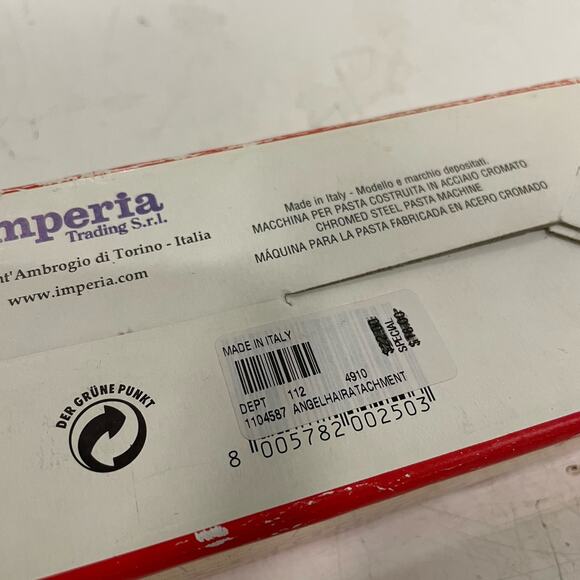 Imperia
Trading S.r.l.
nt'Ambrogio di Torino - Italia
www.imperia.com
Made in Italy - Modello e marchio depositati.
MACCHINA PER PASTA COSTRUITA IN ACCIAIO CROMATO
CHROMED STEEL PASTA MACHINE
MÁQUINA PARA LA PASTA FABRICADA EN ACERO CROMADO
DER GRÜNE PUNKT
MADE IN ITALY
SPECIAL
DEPT 112 4910
1104587 ANGELHAIRATACHMENT
8 005782 002503